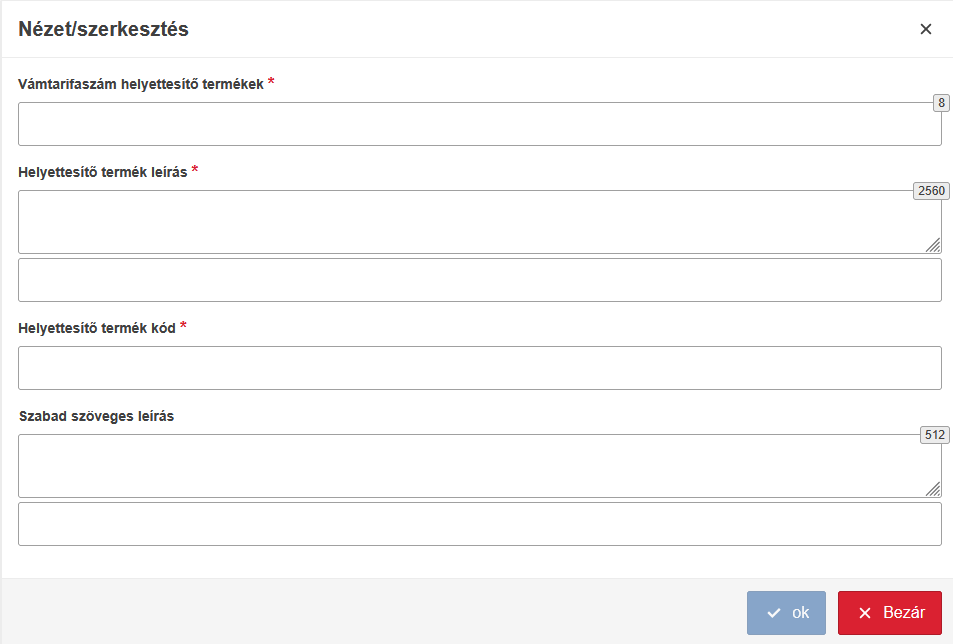 Nézet/szerkesztés
Vámtarifaszám helyettesítő termékek *
8
Helyettesítő termék leírás *
2560
Helyettesítő termék kód *
Szabad szöveges leírás
512
ok
Bezár